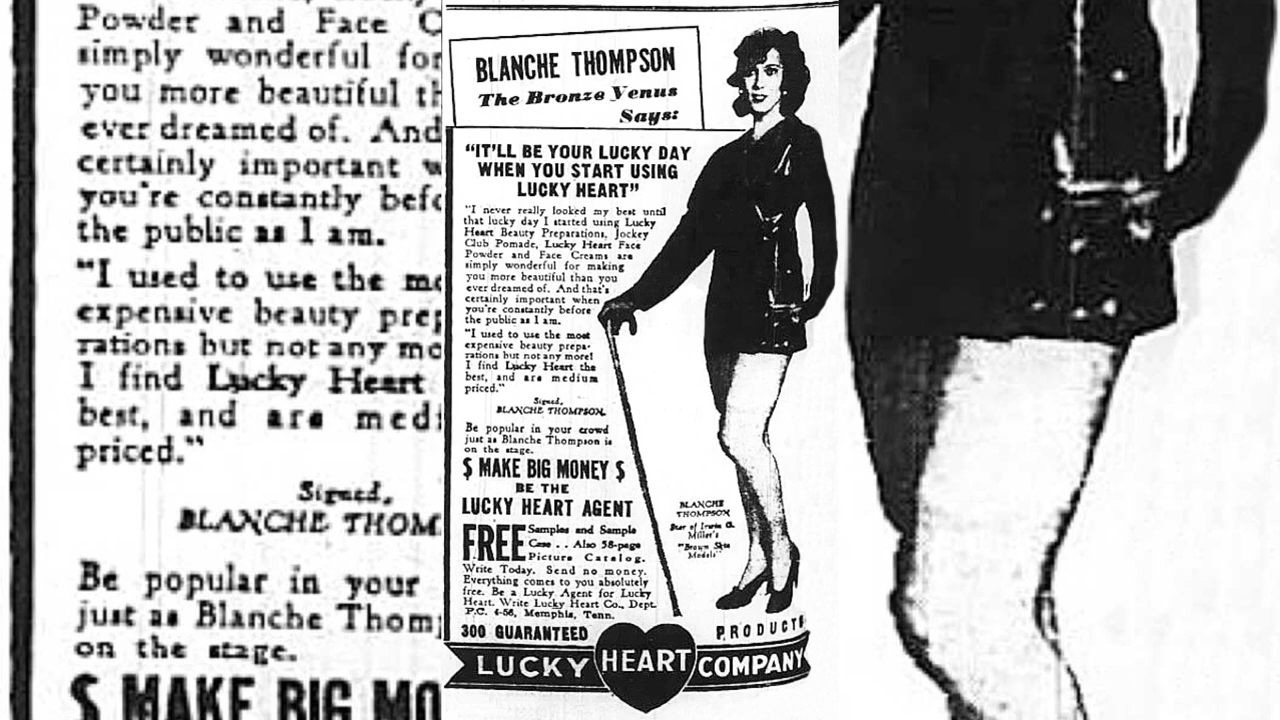 BLANCHE THOMPSON
The Bronze Venus
Says:
"IT'LL BE YOUR LUCKY DAY
WHEN YOU START USING
LUCKY HEART"
"I never really looked my best until
that lucky day I started using Lucky
Heart Beauty Preparations, Jockey
Club Pomade, Lucky Heart Face
Powder and Face Creams are
simply wonderful for making
you more beautiful than you
ever dreamed of. And that's
certainly important when
you're constantly before
the public as I am.
"I used to use the most
expensive beauty prepa-
rations but not any more!
I find Lucky Heart the
best, and are medium
priced."
Signed,
BLANCHE THOMPSON.
Be popular in your crowd
just as Blanche Thompson is
on the stage.
$ MAKE BIG MONEY $
BE THE
LUCKY HEART AGENT
FREE Samples and Sample
Case . . Also 58-page
Picture Catalog.
Write Today. Send no money.
Everything comes to you absolutely
free. Be a Lucky Agent for Lucky
Heart. Write Lucky Heart Co., Dept.
P.C. 4-56, Memphis, Tenn.
BLANCHE
THOMPSON
Star of Irvin C.
Miller's
"Brown Skin
Models"
300 GUARANTEED PRODUCTS
LUCKY HEART COMPANY
Powder and Face C
simply wonderful for
you more beautiful th
ever dreamed of. And
certainly important w
you're constantly befo
the public as I am.
"I used to use the mo
expensive beauty prep
rations but not any mo
I find Lucky Heart
best, and are medi
priced."
Signed,
BLANCHE THOM
Be popular in your
just as Blanche Thom
on the stage.
$ MAKE BIG MO